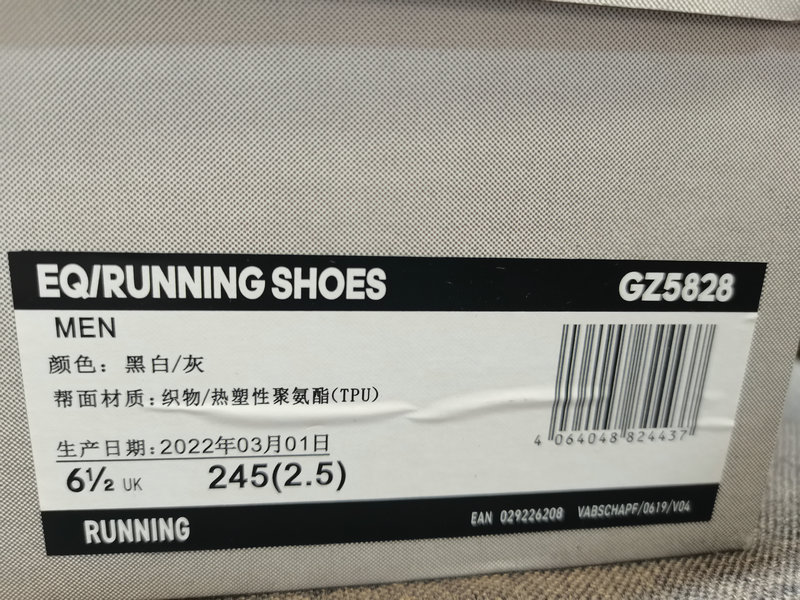 EQ/RUNNING SHOES GZ5828
MEN
颜色：黑白/灰
帮面材质：织物/热塑性聚氨酯(TPU)
4 064048 824437
生产日期：2022年03月01日
6½ UK 245(2.5)
RUNNING EAN 029226208 VABSCHAPF/0619/V04